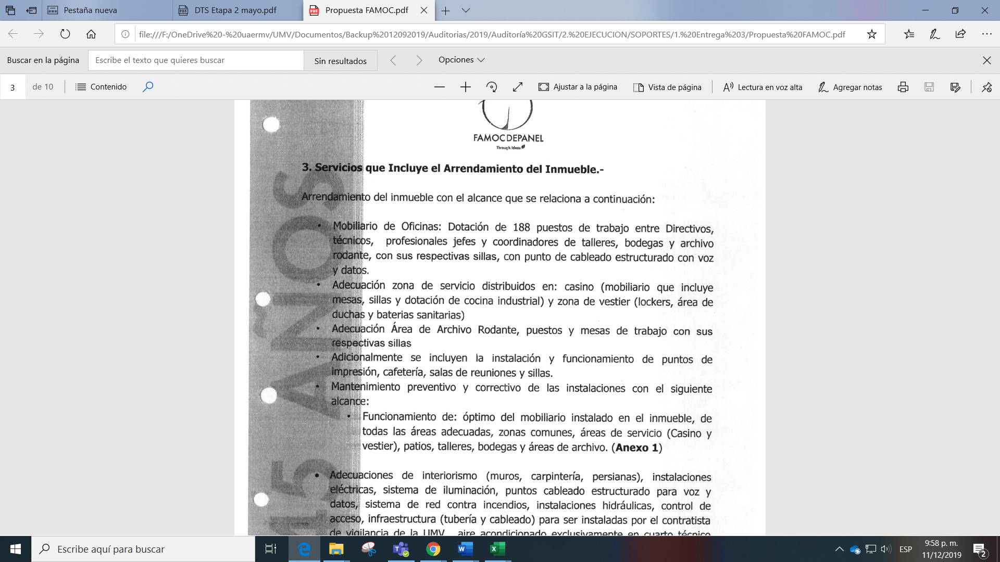 Pestaña nueva
DTS Etapa 2 mayo.pdf
Propuesta FAMOC.pdf
file:///F:/OneDrive%20-%20uaermv/UMV/Documentos/Backup%2012092019/Auditorias/2019/Auditoría%20GSIT/2.%20EJECUCION/SOPORTES/1.%20Entrega%203/Propuesta%20FAMOC.pdf
Buscar en la página
Escribe el texto que quieres buscar
Sin resultados
Opciones
3 de 10
Contenido
Ajustar a la página
Vista de página
Lectura en voz alta
Agregar notas
FAMOCDEPANEL
Through Ideas
15 AÑOS
3. Servicios que Incluye el Arrendamiento del Inmueble.-
Arrendamiento del inmueble con el alcance que se relaciona a continuación:
• Mobiliario de Oficinas: Dotación de 188 puestos de trabajo entre Directivos,
técnicos, profesionales jefes y coordinadores de talleres, bodegas y archivo
rodante, con sus respectivas sillas, con punto de cableado estructurado con voz
y datos.
• Adecuación zona de servicio distribuidos en: casino (mobiliario que incluye
mesas, sillas y dotación de cocina industrial) y zona de vestier (lockers, área de
duchas y baterias sanitarias)
• Adecuación Área de Archivo Rodante, puestos y mesas de trabajo con sus
respectivas sillas
• Adicionalmente se incluyen la instalación y funcionamiento de puntos de
impresión, cafetería, salas de reuniones y sillas.
• Mantenimiento preventivo y correctivo de las instalaciones con el siguiente
alcance:
• Funcionamiento de: óptimo del mobiliario instalado en el inmueble, de
todas las áreas adecuadas, zonas comunes, áreas de servicio (Casino y
vestier), patios, talleres, bodegas y áreas de archivo. (Anexo 1)
• Adecuaciones de interiorismo (muros, carpintería, persianas), instalaciones
eléctricas, sistema de iluminación, puntos cableado estructurado para voz y
datos, sistema de red contra incendios, instalaciones hidráulicas, control de
acceso, infraestructura (tubería y cableado) para ser instaladas por el contratista
de vigilancia de la UMV, aire acondicionado exclusivamente en cuarto técnico
Escribe aquí para buscar
ESP
9:58 p. m.
11/12/2019
2